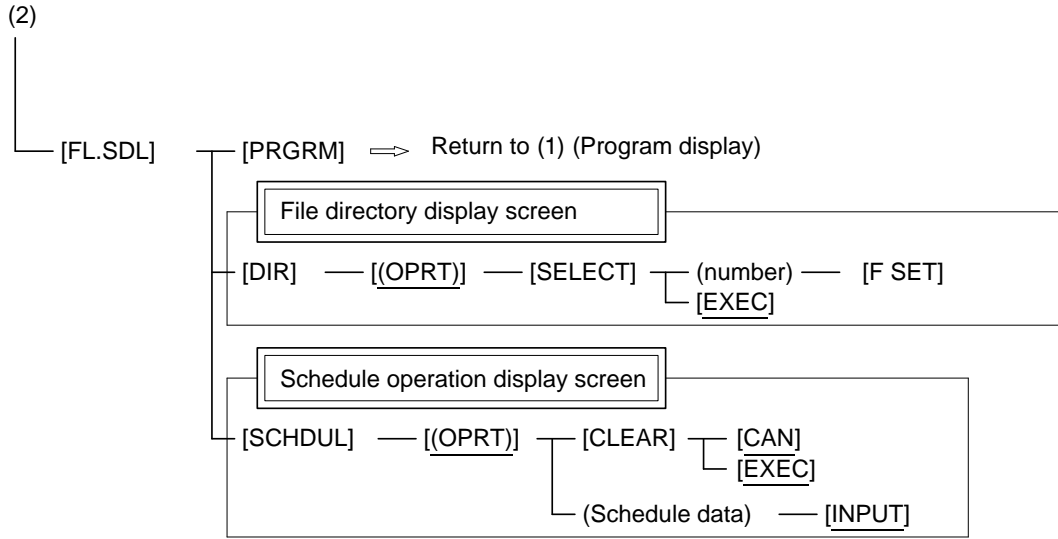 (2)
[FL.SDL] [PRGRM] Return to (1) (Program display)
File directory display screen
[DIR] [(OPRT)] [SELECT] (number) [F SET]
[EXEC]
Schedule operation display screen
[SCHDUL] [(OPRT)] [CLEAR] [CAN]
[EXEC]
(Schedule data) [INPUT]